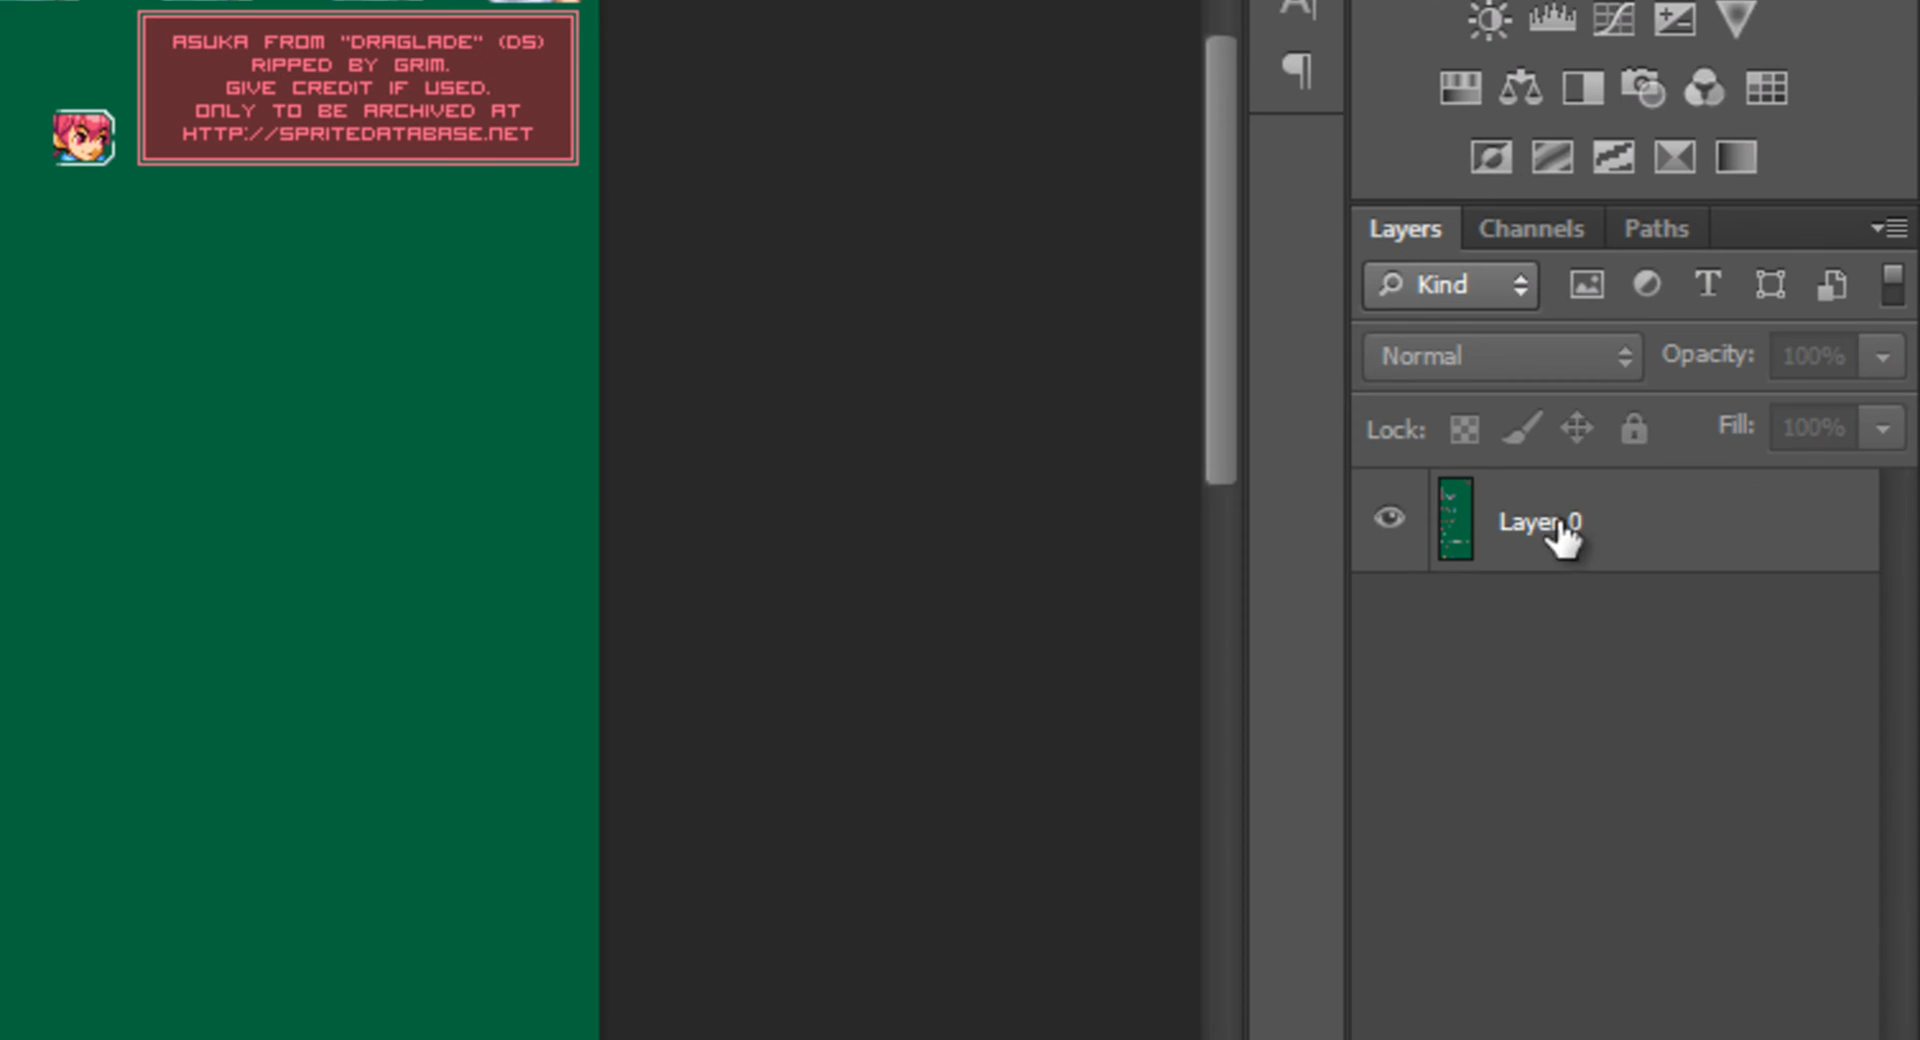 ASUKA FROM "DRAGLADE" (DS)
RIPPED BY GRIM.
GIVE CREDIT IF USED.
ONLY TO BE ARCHIVED AT
HTTP://SPRITEDATABASE.NET
Layers Channels Paths
Kind
Normal Opacity: 100%
Lock: Fill: 100%
Layer 0